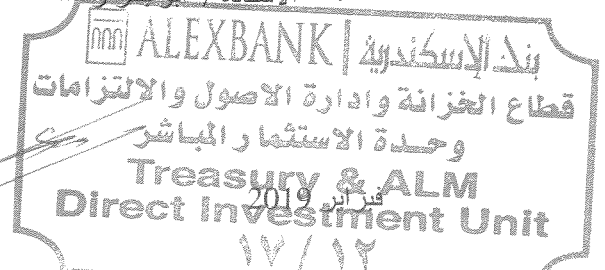 ALEXBANK | بنك الإسكندرية
قطاع الخزانة وادارة الاصول والالتزامات
وحدة الاستثمار المباشر
Treasury & ALM
فبراير 2019
Direct Investment Unit
١٧ / ١٢